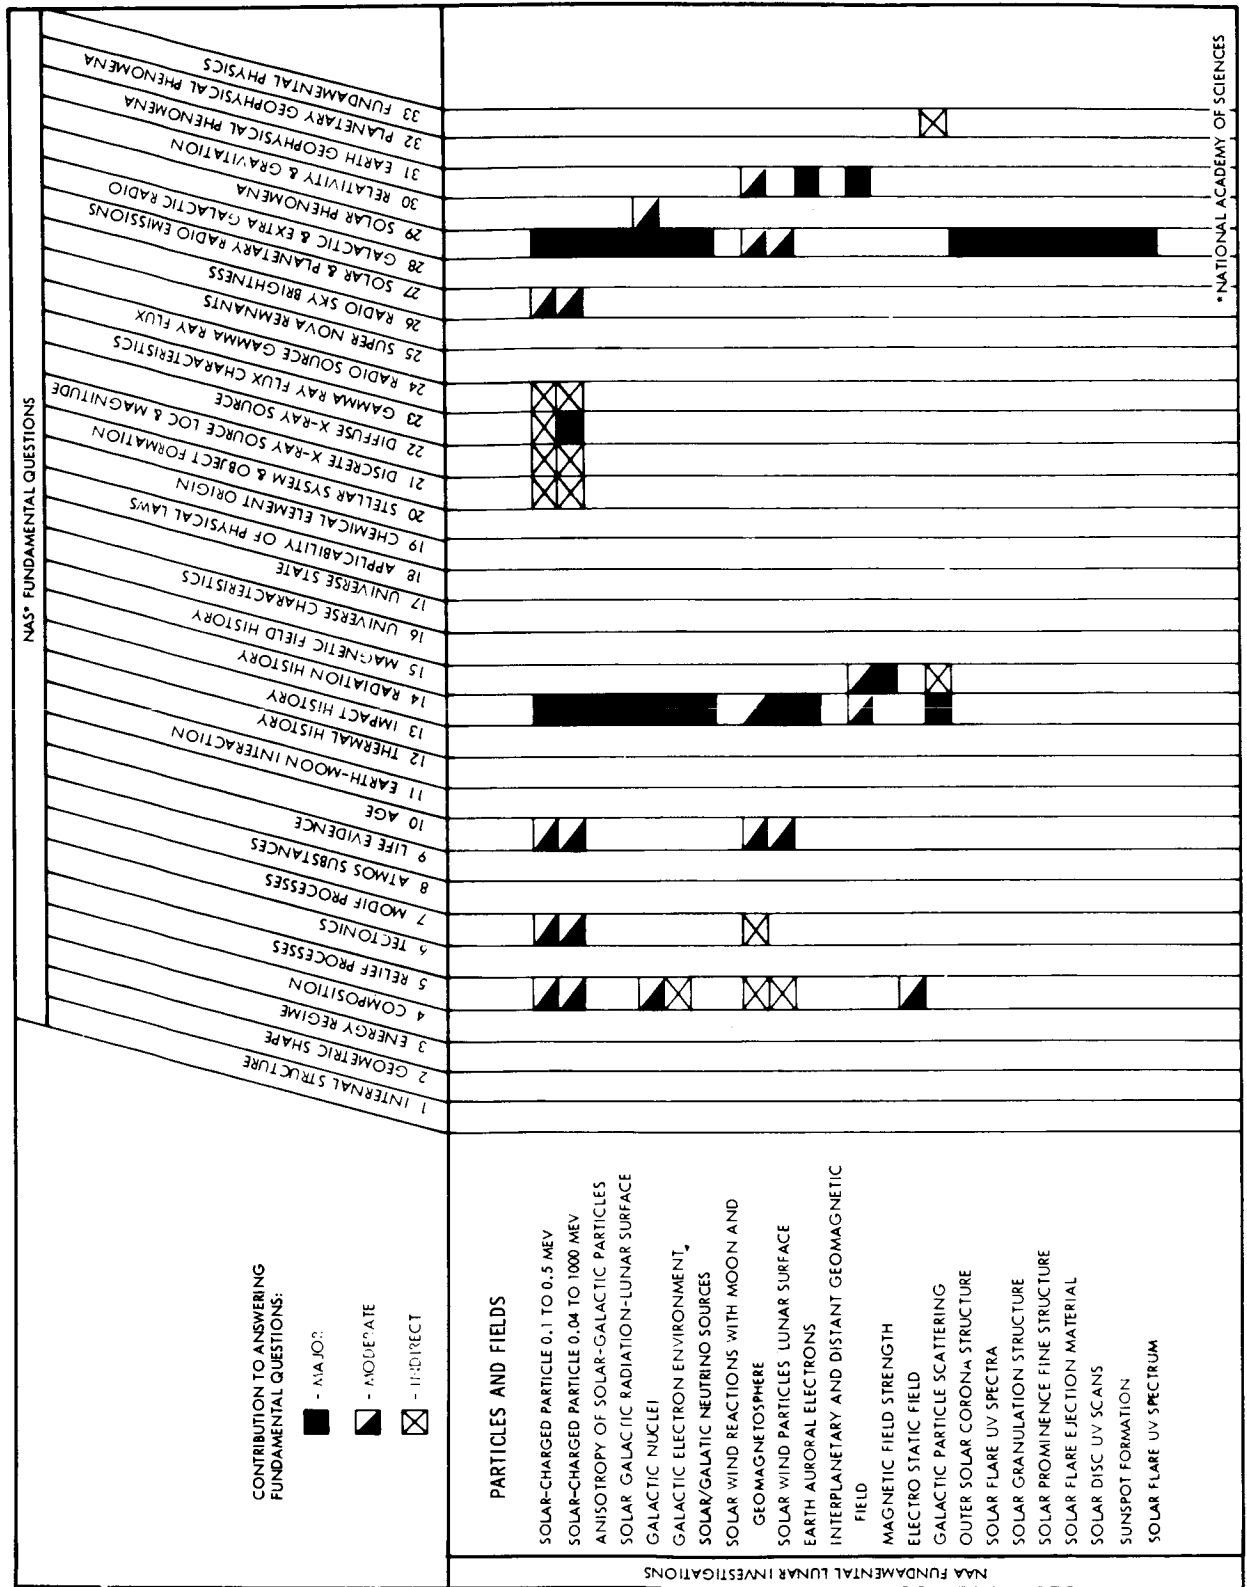 NAS* FUNDAMENTAL QUESTIONS
1 INTERNAL STRUCTURE
2 GEOMETRIC SHAPE
3 ENERGY REGIME
4 COMPOSITION
5 RELIEF PROCESSES
6 TECTONICS
7 MODIF PROCESSES
8 ATMOS SUBSTANCES
9 LIFE EVIDENCE
10 AGE
11 EARTH-MOON INTERACTION
12 THERMAL HISTORY
13 IMPACT HISTORY
14 RADIATION HISTORY
15 MAGNETIC FIELD HISTORY
16 UNIVERSE CHARACTERISTICS
17 UNIVERSE STATE
18 APPLICABILITY OF PHYSICAL LAWS
19 CHEMICAL ELEMENT ORIGIN
20 STELLAR SYSTEM & OBJECT FORMATION
21 DISCRETE X-RAY SOURCE LOC & MAGNITUDE
22 DIFFUSE X-RAY SOURCE
23 GAMMA RAY FLUX CHARACTERISTICS
24 RADIO SOURCE GAMMA RAY FLUX
25 SUPER NOVA REMNANTS
26 RADIO SKY BRIGHTNESS
27 SOLAR & PLANETARY RADIO EMISSIONS
28 GALACTIC & EXTRA GALACTIC RADIO
29 SOLAR PHENOMENA
30 RELATIVITY & GRAVITATION
31 EARTH GEOPHYSICAL PHENOMENA
32 PLANETARY GEOPHYSICAL PHENOMENA
33 FUNDAMENTAL PHYSICS
CONTRIBUTION TO ANSWERING
FUNDAMENTAL QUESTIONS:
- MAJOR
- MODERATE
- INDIRECT
NAA FUNDAMENTAL LUNAR INVESTIGATIONS
PARTICLES AND FIELDS
SOLAR-CHARGED PARTICLE 0.1 TO 0.5 MEV
SOLAR-CHARGED PARTICLE 0.04 TO 1000 MEV
ANISOTROPY OF SOLAR-GALACTIC PARTICLES
SOLAR GALACTIC RADIATION-LUNAR SURFACE
GALACTIC NUCLEI
GALACTIC ELECTRON ENVIRONMENT
SOLAR/GALATIC NEUTRINO SOURCES
SOLAR WIND REACTIONS WITH MOON AND
GEOMAGNETOSPHERE
SOLAR WIND PARTICLES LUNAR SURFACE
EARTH AURORAL ELECTRONS
INTERPLANETARY AND DISTANT GEOMAGNETIC
FIELD
MAGNETIC FIELD STRENGTH
ELECTRO STATIC FIELD
GALACTIC PARTICLE SCATTERING
OUTER SOLAR CORONA STRUCTURE
SOLAR FLARE UV SPECTRA
SOLAR GRANULATION STRUCTURE
SOLAR PROMINENCE FINE STRUCTURE
SOLAR FLARE EJECTION MATERIAL
SOLAR DISC UV SCANS
SUNSPOT FORMATION
SOLAR FLARE UV SPECTRUM
*NATIONAL ACADEMY OF SCIENCES